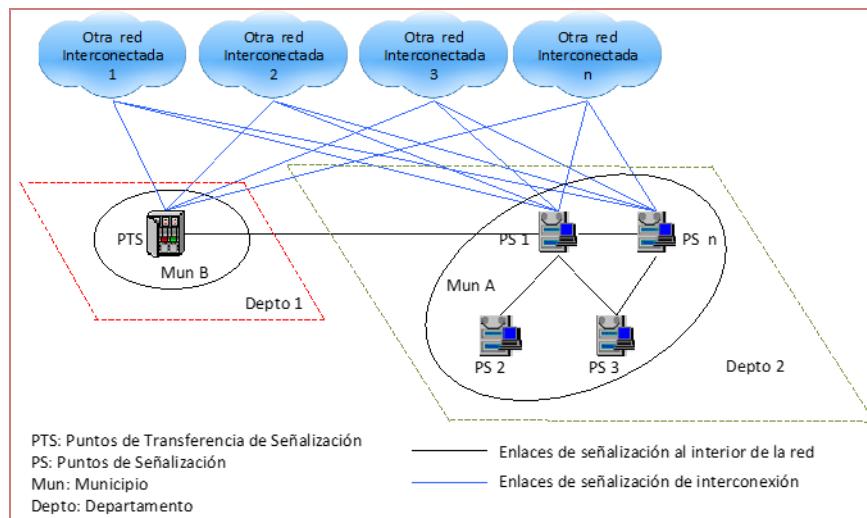 Otra red
Interconectada
1
Otra red
Interconectada
2
Otra red
Interconectada
3
Otra red
Interconectada
n
PTS
Mun B
Depto 1
PS 1
PS n
Mun A
PS 2
PS 3
Depto 2
PTS: Puntos de Transferencia de Señalización
PS: Puntos de Señalización
Mun: Municipio
Depto: Departamento
Enlaces de señalización al interior de la red
Enlaces de señalización de interconexión